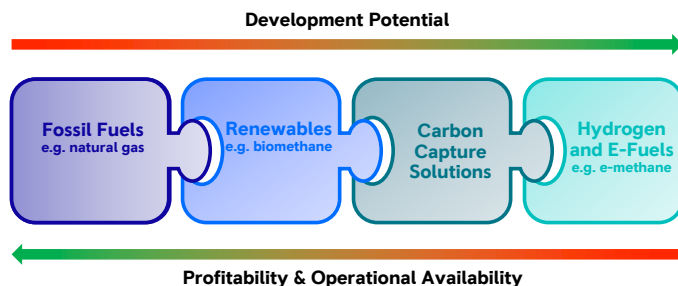 Development Potential
Fossil Fuels
e.g. natural gas
Renewables
e.g. biomethane
Carbon
Capture
Solutions
Hydrogen
and E-Fuels
e.g. e-methane
Profitability & Operational Availability